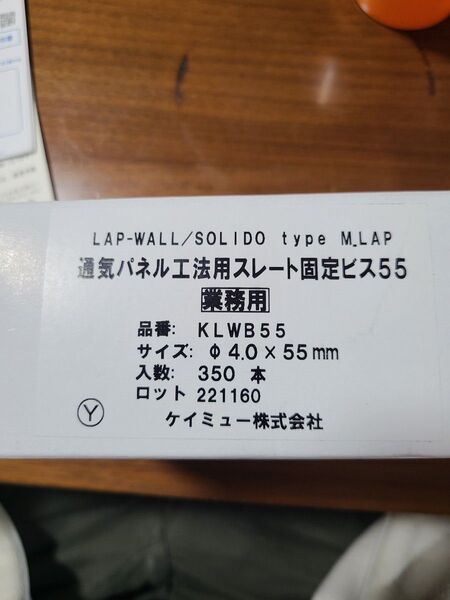 LAP-WALL/SOLIDO type M_LAP
通気パネル工法用スレート固定ビス55
業務用
品番: KLWB55
サイズ: φ4.0×55mm
入数: 350 本
ロット 221160
Ⓨ ケイミュー株式会社